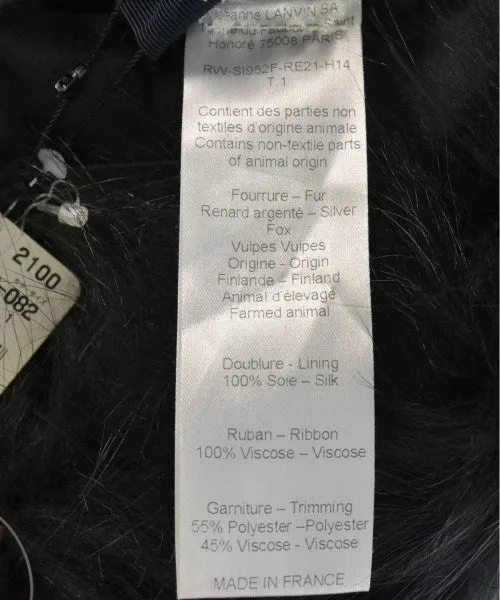 LANVIN SA
Honoré 75008 PARIS
RW-SI952F-RE21-H14
T.1
Contient des parties non
textiles d'origine animale
Contains non-textile parts
of animal origin
Fourrure – Fur
Renard argenté – Silver
Fox
Vulpes Vulpes
Origine - Origin
Finlande – Finland
Animal d'élevage
Farmed animal
Doublure - Lining
100% Soie – Silk
Ruban – Ribbon
100% Viscose – Viscose
Garniture – Trimming
55% Polyester –Polyester
45% Viscose - Viscose
MADE IN FRANCE
2100
-082
1